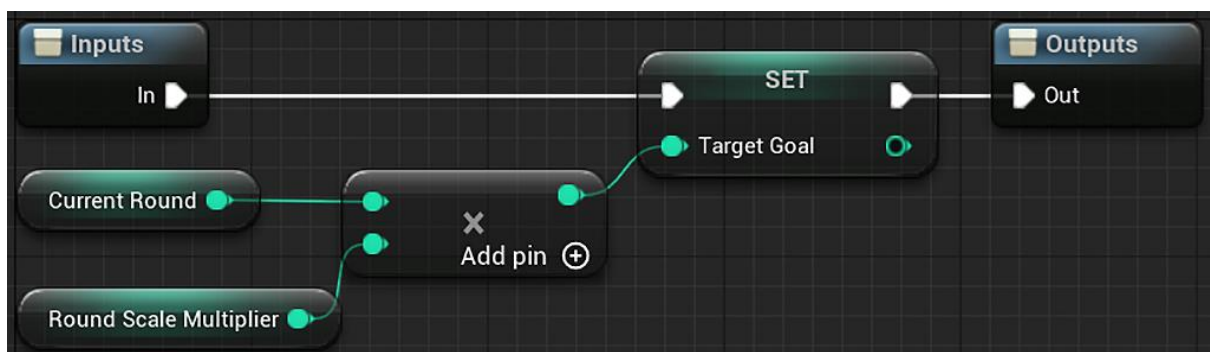 Inputs
In
SET
Target Goal
Outputs
Out
Current Round
×
Add pin
Round Scale Multiplier